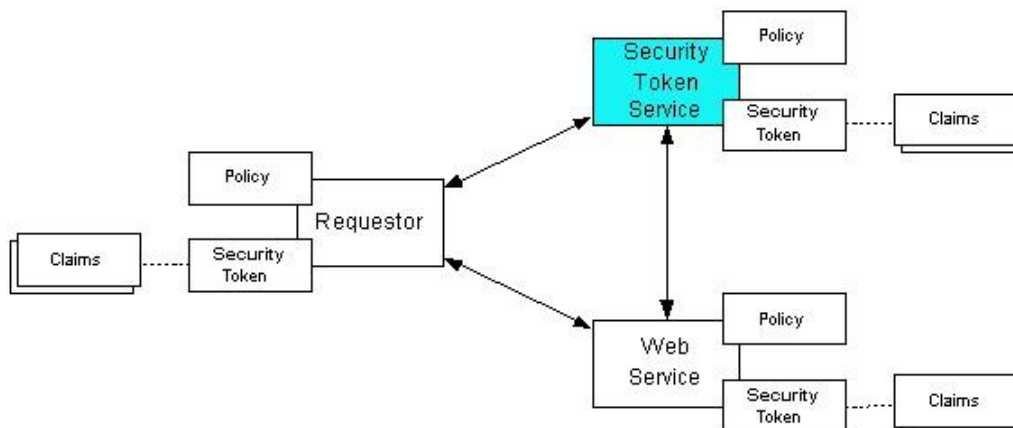 Policy
Security
Token
Service
Security
Token
Claims
Policy
Requestor
Claims
Security
Token
Policy
Web
Service
Security
Token
Claims